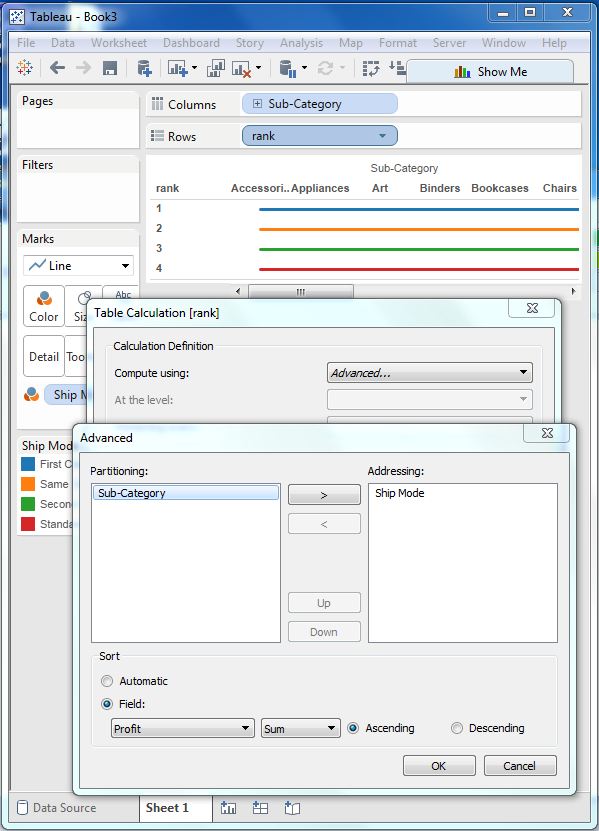 Tableau - Book3
File Data Worksheet Dashboard Story Analysis Map Format Server Window Help
Show Me
Pages
Columns
Sub-Category
Rows
rank
Filters
Sub-Category
rank Accessori.. Appliances Art Binders Bookcases Chairs
1
2
3
4
Marks
Line
Abc
Color
Detail
Ship M
Ship Mod
First C
Same
Secon
Standa
Table Calculation [rank]
Calculation Definition
Compute using: Advanced...
At the level:
Advanced
Partitioning:
Sub-Category
>
<
Up
Down
Addressing:
Ship Mode
Sort
Automatic
Field:
Profit Sum Ascending Descending
OK Cancel
Data Source Sheet 1